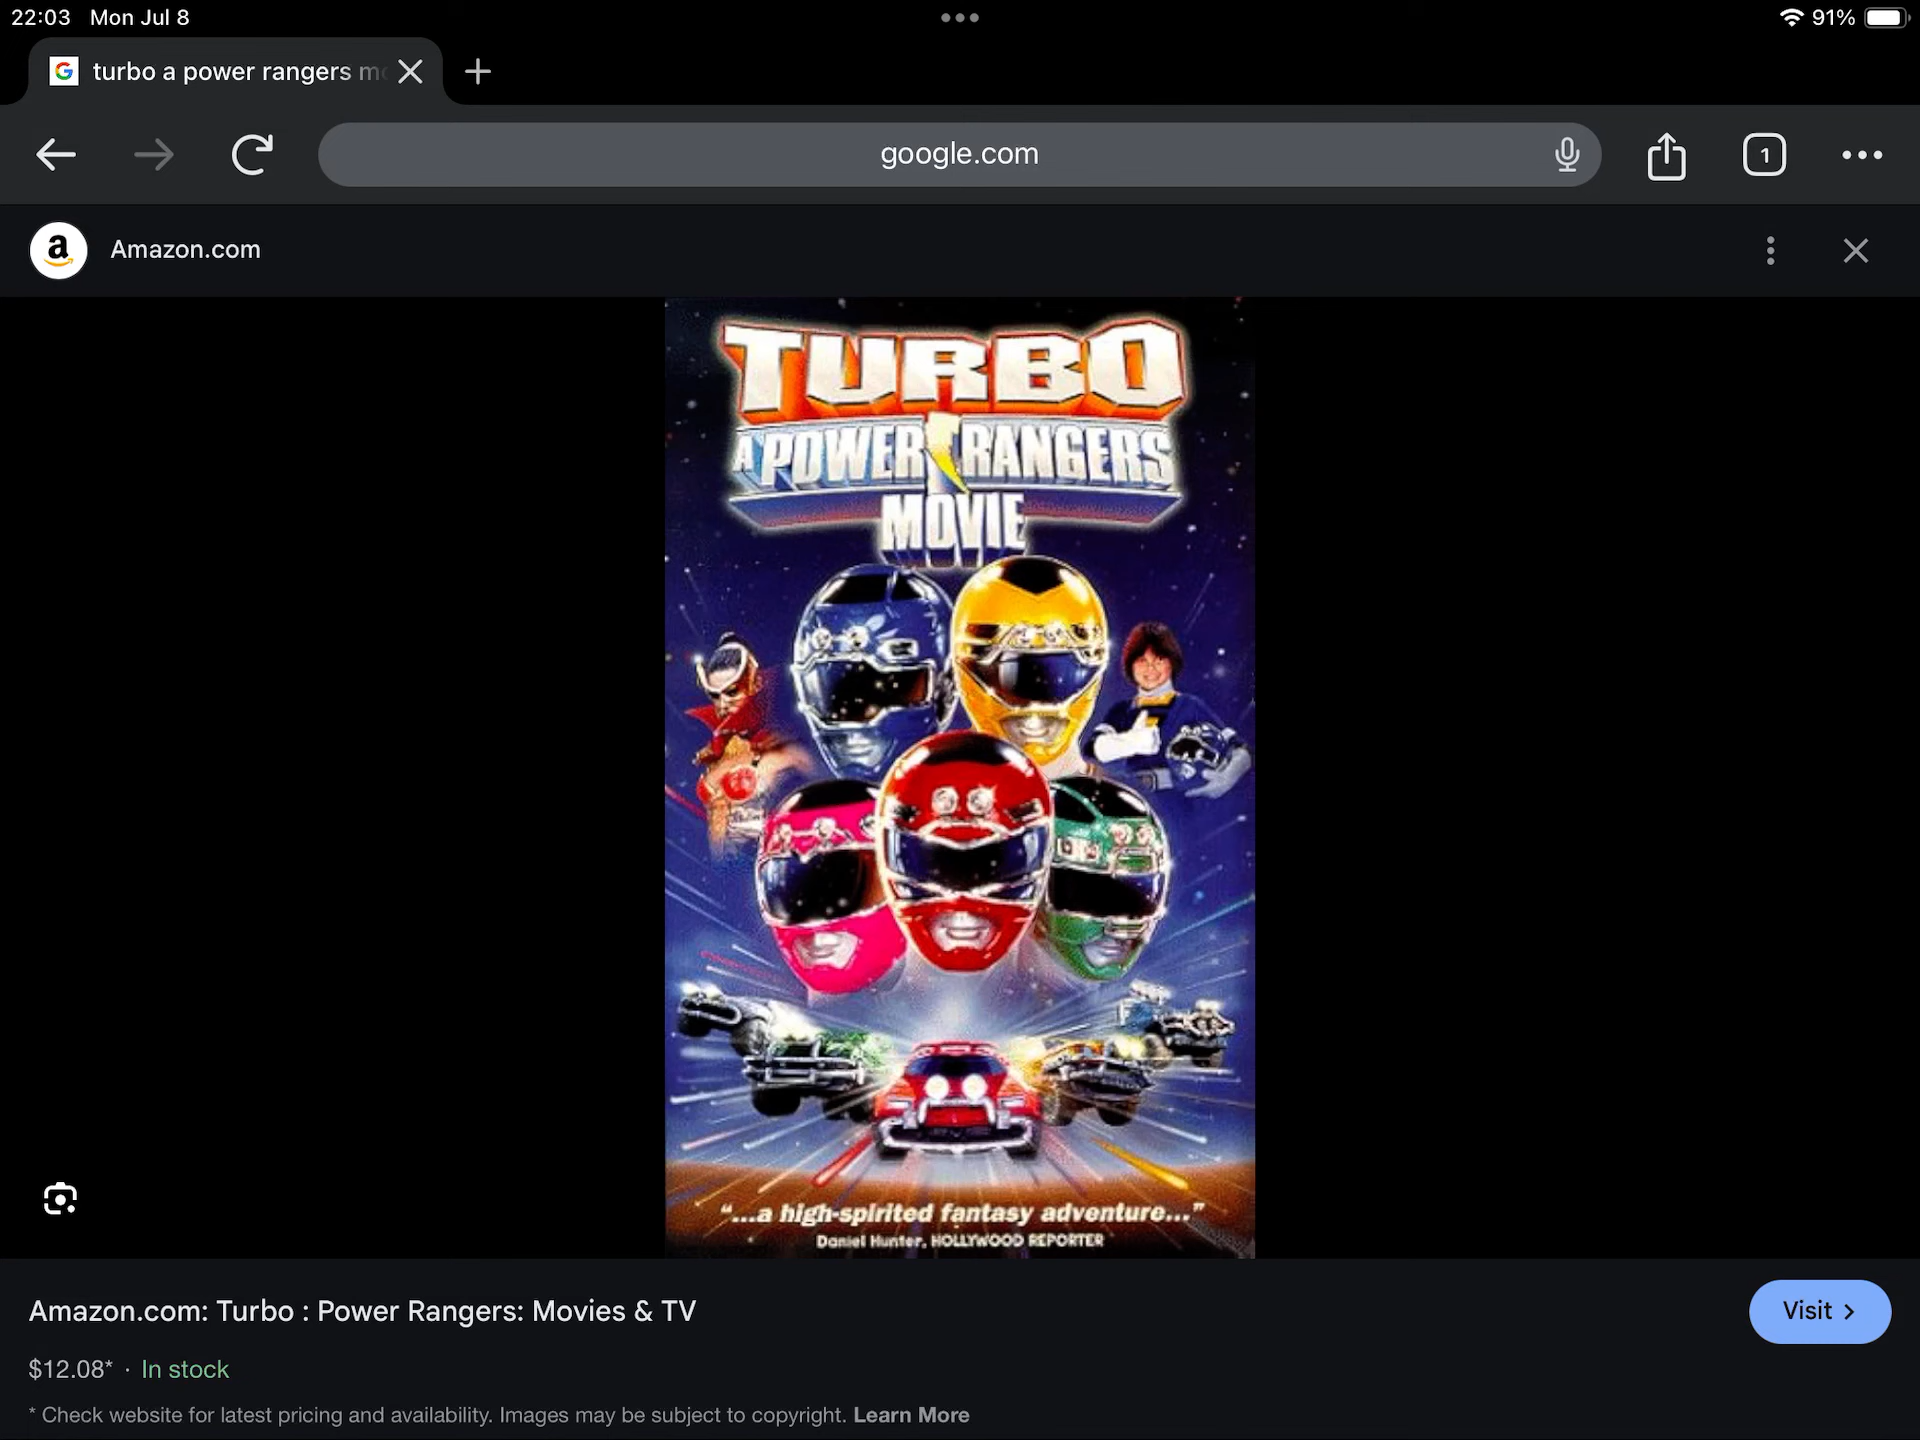 22:03 Mon Jul 8
91%
turbo a power rangers mo
google.com
1
Amazon.com
TURBO
A POWER RANGERS
MOVIE
"...a high-spirited fantasy adventure..."
Daniel Hunter, HOLLYWOOD REPORTER
Amazon.com: Turbo : Power Rangers: Movies & TV
Visit
$12.08* · In stock
* Check website for latest pricing and availability. Images may be subject to copyright. Learn More